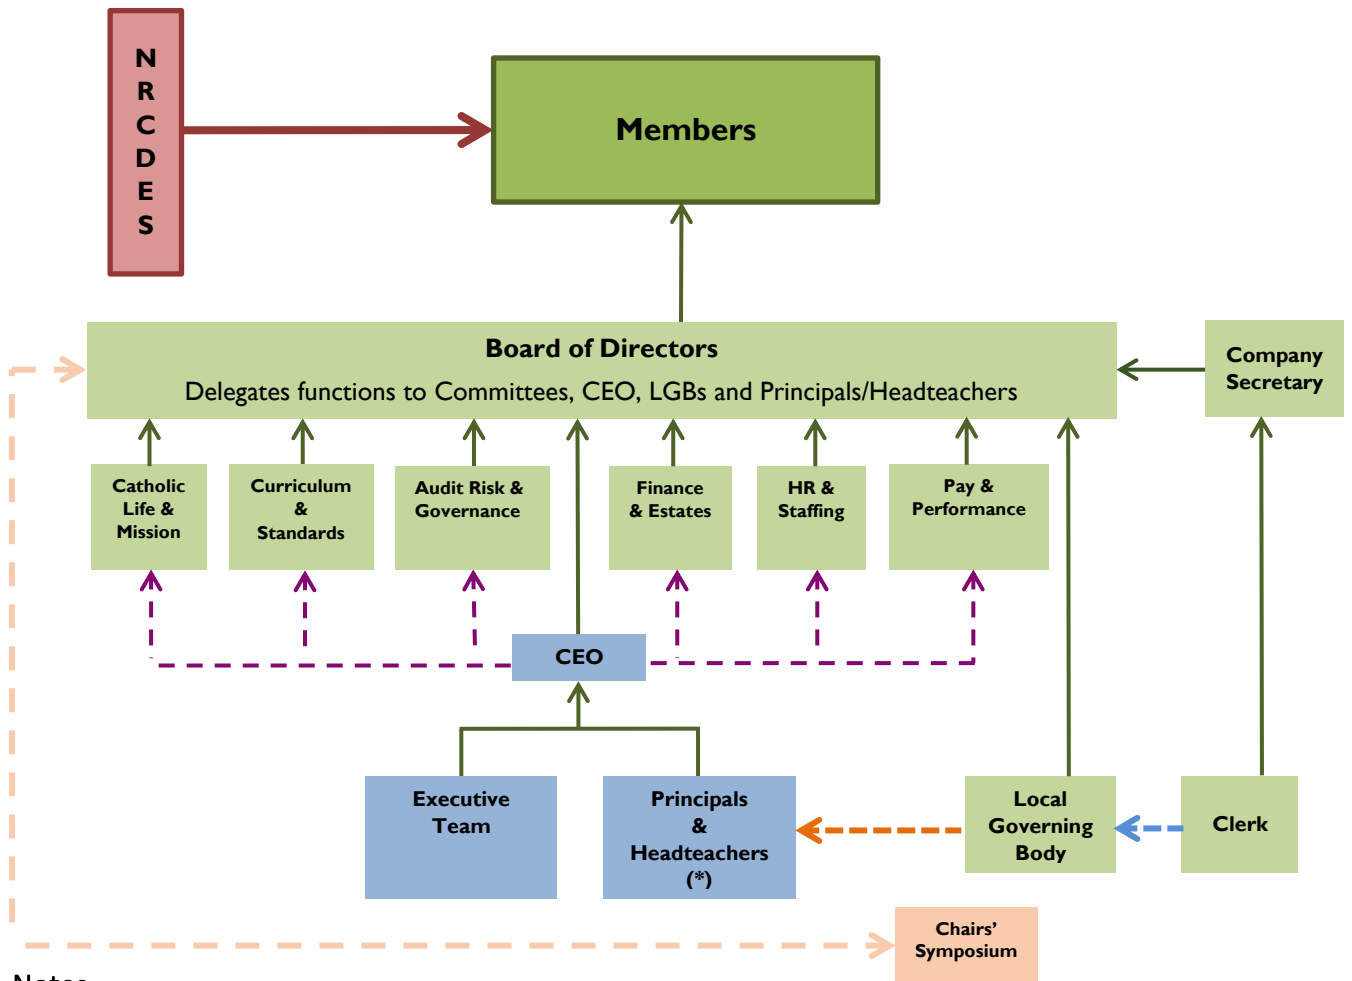 N
R
C
D
E
S
Members
Board of Directors
Delegates functions to Committees, CEO, LGBs and Principals/Headteachers
Company
Secretary
Catholic
Life &
Mission
Curriculum
&
Standards
Audit Risk &
Governance
Finance
& Estates
HR &
Staffing
Pay &
Performance
CEO
Executive
Team
Principals
&
Headteachers
(*)
Local
Governing
Body
Clerk
Chairs’
Symposium
Notes